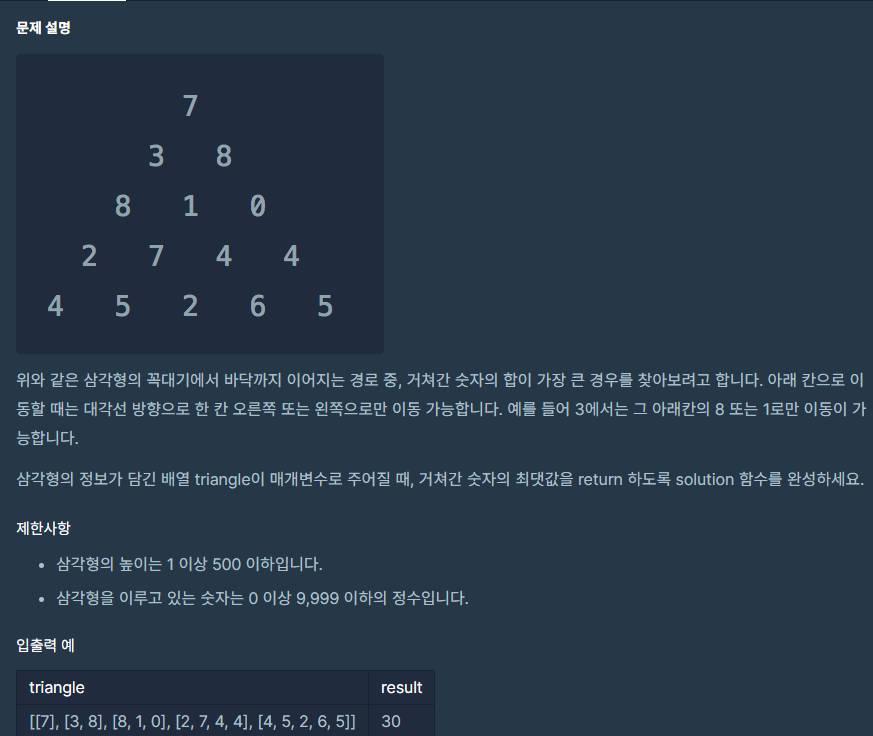 문제 설명
7
3 8
8 1 0
2 7 4 4
4 5 2 6 5
위와 같은 삼각형의 꼭대기에서 바닥까지 이어지는 경로 중, 거쳐간 숫자의 합이 가장 큰 경우를 찾아보려고 합니다. 아래 칸으로 이
동할 때는 대각선 방향으로 한 칸 오른쪽 또는 왼쪽으로만 이동 가능합니다. 예를 들어 3에서는 그 아래칸의 8 또는 1로만 이동이 가
능합니다.
삼각형의 정보가 담긴 배열 triangle이 매개변수로 주어질 때, 거쳐간 숫자의 최댓값을 return 하도록 solution 함수를 완성하세요.
제한사항
• 삼각형의 높이는 1 이상 500 이하입니다.
• 삼각형을 이루고 있는 숫자는 0 이상 9,999 이하의 정수입니다.
입출력 예
triangle result
[[7], [3, 8], [8, 1, 0], [2, 7, 4, 4], [4, 5, 2, 6, 5]] 30